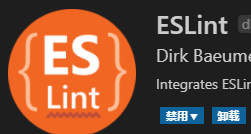 {ES}
Lint
ESLint
Dirk Baeume
Integrates ESLin
禁用 卸载